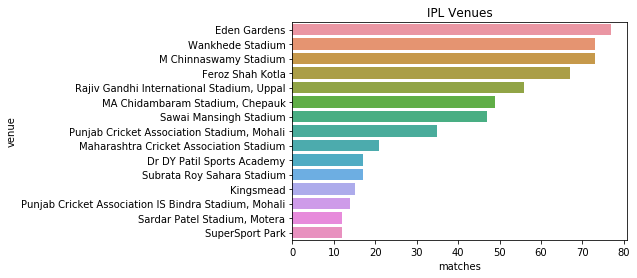 IPL Venues
Eden Gardens
Wankhede Stadium
M Chinnaswamy Stadium
Feroz Shah Kotla
Rajiv Gandhi International Stadium, Uppal
MA Chidambaram Stadium, Chepauk
Sawai Mansingh Stadium
Punjab Cricket Association Stadium, Mohali
Maharashtra Cricket Association Stadium
Dr DY Patil Sports Academy
Subrata Roy Sahara Stadium
Kingsmead
Punjab Cricket Association IS Bindra Stadium, Mohali
Sardar Patel Stadium, Motera
SuperSport Park
venue
0 10 20 30 40 50 60 70 80
matches